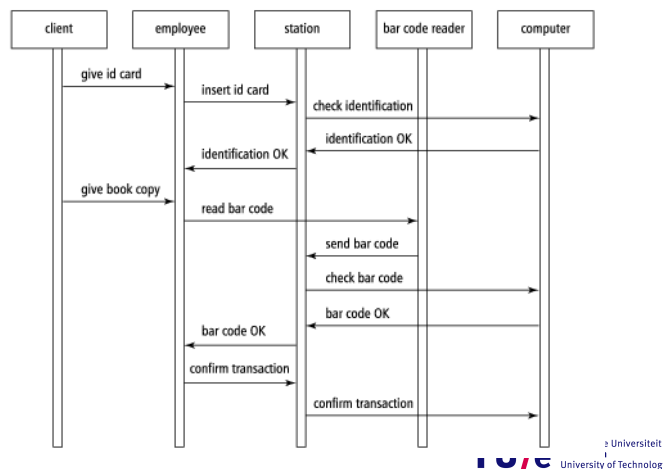 client
employee
station
bar code reader
computer
give id card
insert id card
check identification
identification OK
identification OK
give book copy
read bar code
send bar code
check bar code
bar code OK
bar code OK
confirm transaction
confirm transaction
Universiteit
University of Technolog